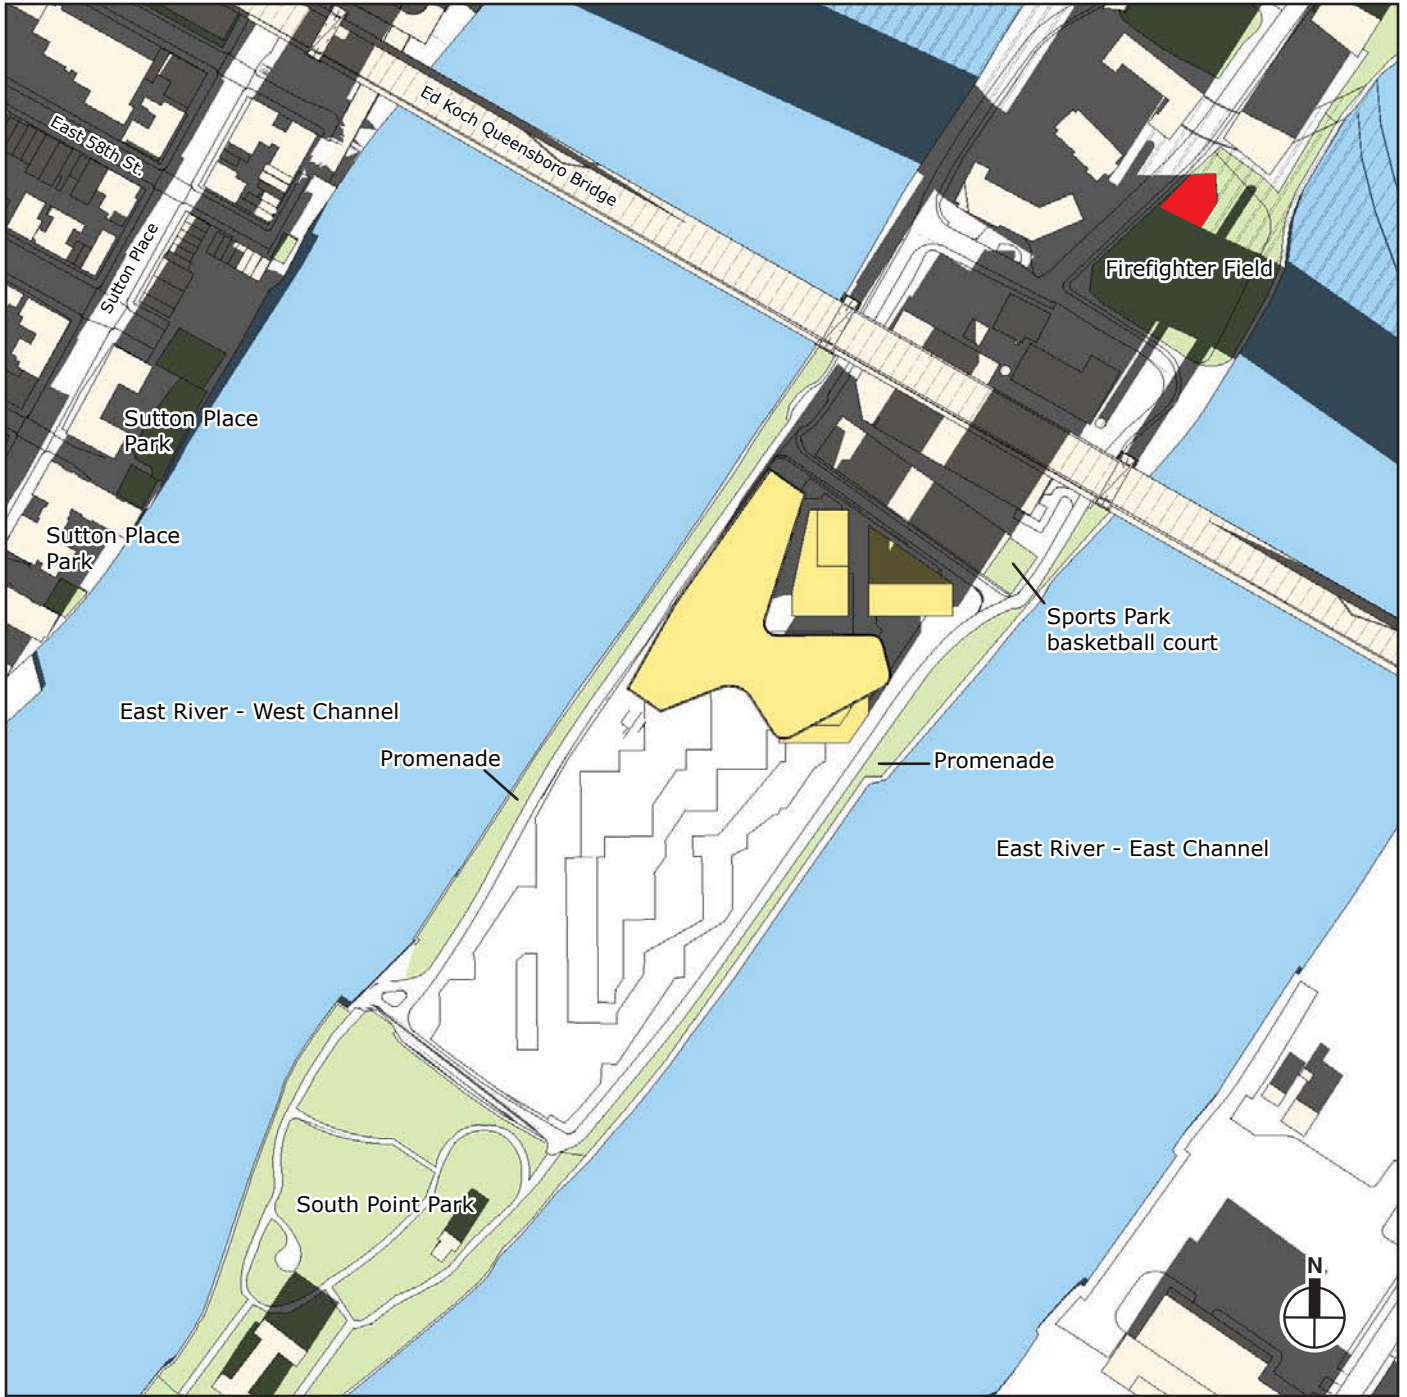 Ed Koch Queensboro Bridge
East 58th St.
Sutton Place
Firefighter Field
Sutton Place
Park
Sutton Place
Park
Sports Park
basketball court
East River - West Channel
Promenade
Promenade
East River - East Channel
South Point Park
N